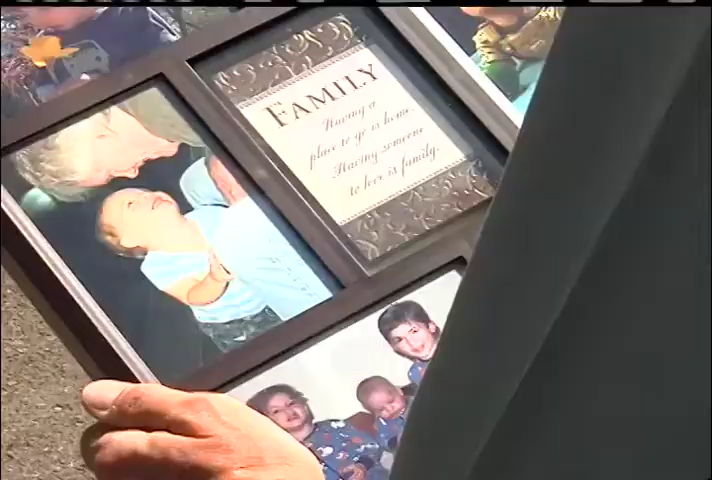 FAMILY
Having a
place to go is home.
Having someone
to love is family.